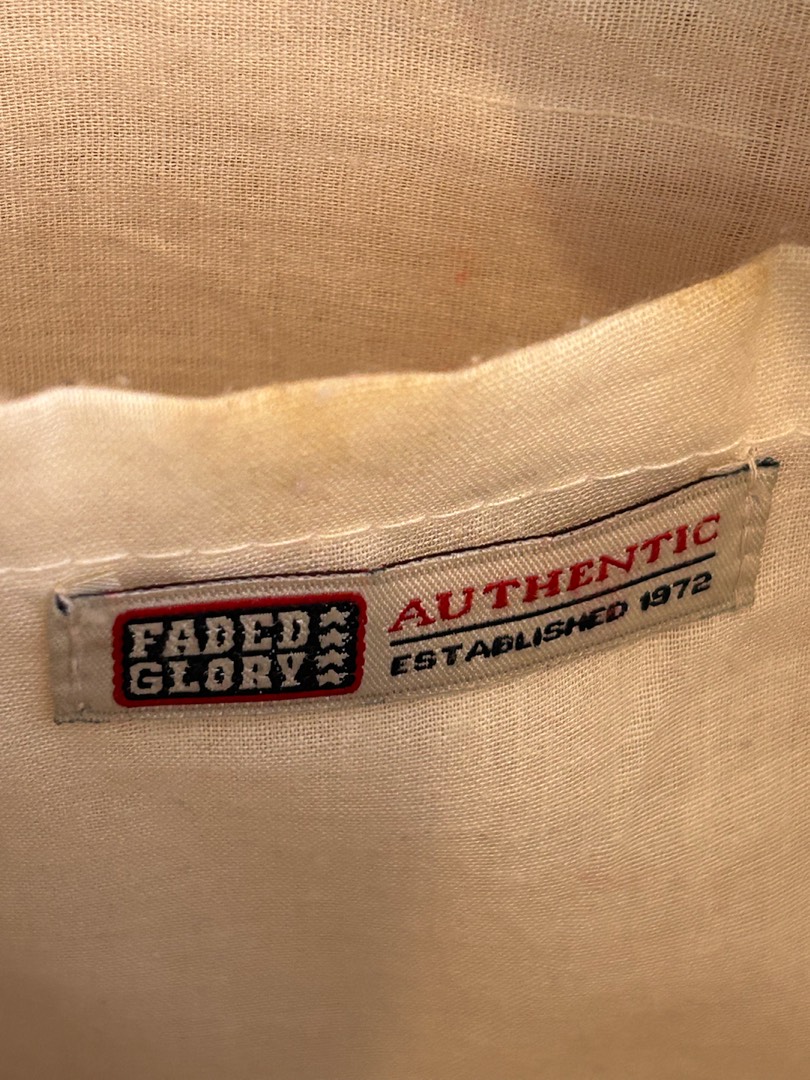 FADED
GLORY
AUTHENTIC
ESTABLISHED 1972